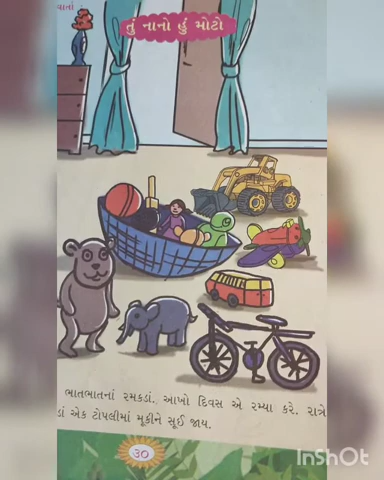 વાર્તા
તું નાનો હું મોટો
ભાતભાતનાં રમકડાં. આખો દિવસ એ રમ્યા કરે. રાત્રે
એક ટોપલીમાં મૂકીને સૂઈ જાય.
૩૦
InShOt